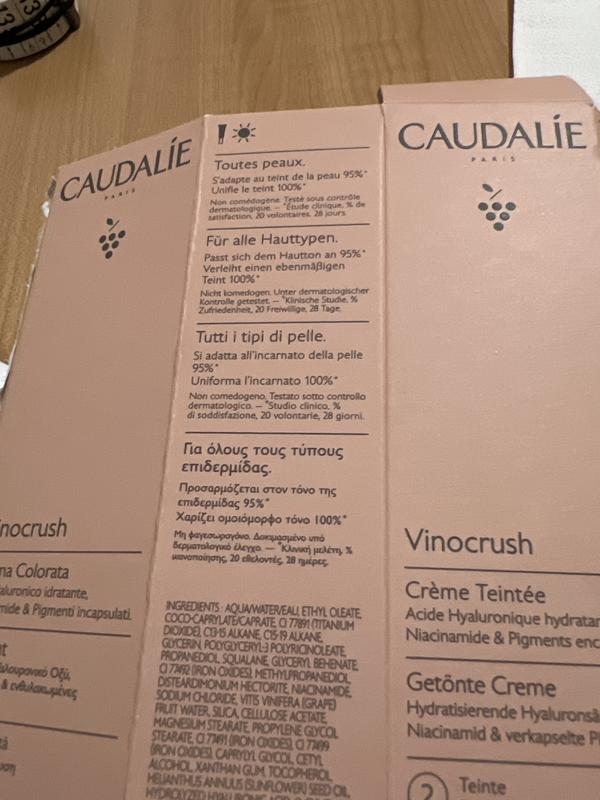 CAUDALÍE
PARIS
nocrush
na Colorata
aluronico idratante,
mide & Pigmenti incapsulati.
Toutes peaux.
S'adapte au teint de la peau 95%*
Unifie le teint 100%*
Non comédogène. Testé sous contrôle
dermatologique. – *Étude clinique, % de
satisfaction, 20 volontaires, 28 jours.
Für alle Hauttypen.
Passt sich dem Hautton an 95%*
Verleiht einen ebenmäßigen
Teint 100%*
Nicht komedogen. Unter dermatologischer
Kontrolle getestet. – *Klinische Studie, %
Zufriedenheit, 20 Freiwillige, 28 Tage.
Tutti i tipi di pelle.
Si adatta all'incarnato della pelle
95%*
Uniforma l'incarnato 100%*
Non comedogeno. Testato sotto controllo
dermatologico. – *Studio clinico, %
di soddisfazione, 20 volontarie, 28 giorni.
Για όλους τους τύπους
επιδερμίδας.
Προσαρμόζεται στον τόνο της
επιδερμίδας 95%*
Χαρίζει ομοιόμορφο τόνο 100%*
Μη φαγεσωρογόνο. Δοκιμασμένο υπό
δερματολογικό έλεγχο. – *Κλινική μελέτη, %
ικανοποίησης, 20 εθελοντές, 28 ημέρες.
INGREDIENTS : AQUA/WATER/EAU, ETHYL OLEATE,
COCO-CAPRYLATE/CAPRATE, CI 77891 (TITANIUM
DIOXIDE), C13-15 ALKANE, C15-19 ALKANE,
GLYCERIN, POLYGLYCERYL-3 POLYRICINOLEATE,
PROPANEDIOL, SQUALANE, GLYCERYL BEHENATE,
CI 77492 (IRON OXIDES), METHYLPROPANEDIOL,
DISTEARDIMONIUM HECTORITE, NIACINAMIDE,
SODIUM CHLORIDE, VITIS VINIFERA (GRAPE)
FRUIT WATER, SILICA, CELLULOSE ACETATE,
MAGNESIUM STEARATE, PROPYLENE GLYCOL
STEARATE, CI 77491 (IRON OXIDES), CI 77499
(IRON OXIDES), CAPRYLYL GLYCOL, CETYL
ALCOHOL, XANTHAN GUM, TOCOPHEROL,
HELIANTHUS ANNUUS (SUNFLOWER) SEED OIL,
CAUDALÍE
PARIS
Vinocrush
Crème Teintée
Acide Hyaluronique hydratan
Niacinamide & Pigments enc
Getönte Creme
Hydratisierende Hyaluronsä
Niacinamid & verkapselte Pi
2 Teinte